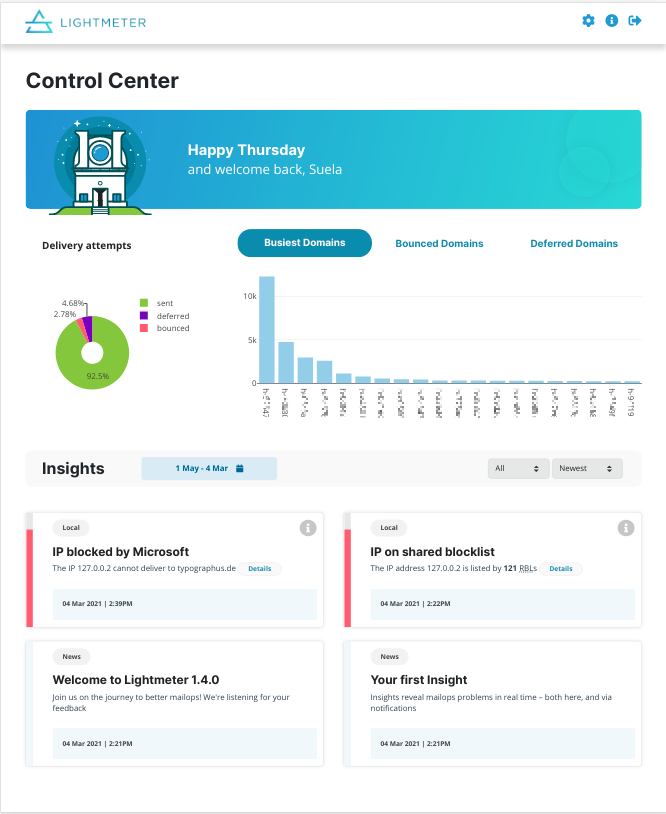 LIGHTMETER
Control Center
Happy Thursday
and welcome back, Suela
Delivery attempts
Busiest Domains
Bounced Domains
Deferred Domains
4.68%
2.78%
92.5%
sent
deferred
bounced
10k
5k
0
Insights
1 May - 4 Mar
All
Newest
Local
IP blocked by Microsoft
The IP 127.0.0.2 cannot deliver to typographus.de Details
04 Mar 2021 | 2:39PM
Local
IP on shared blocklist
The IP address 127.0.0.2 is listed by 121 RBLs Details
04 Mar 2021 | 2:22PM
News
Welcome to Lightmeter 1.4.0
Join us on the journey to better mailops! We're listening for your
feedback
04 Mar 2021 | 2:21PM
News
Your first Insight
Insights reveal mailops problems in real time – both here, and via
notifications
04 Mar 2021 | 2:21PM